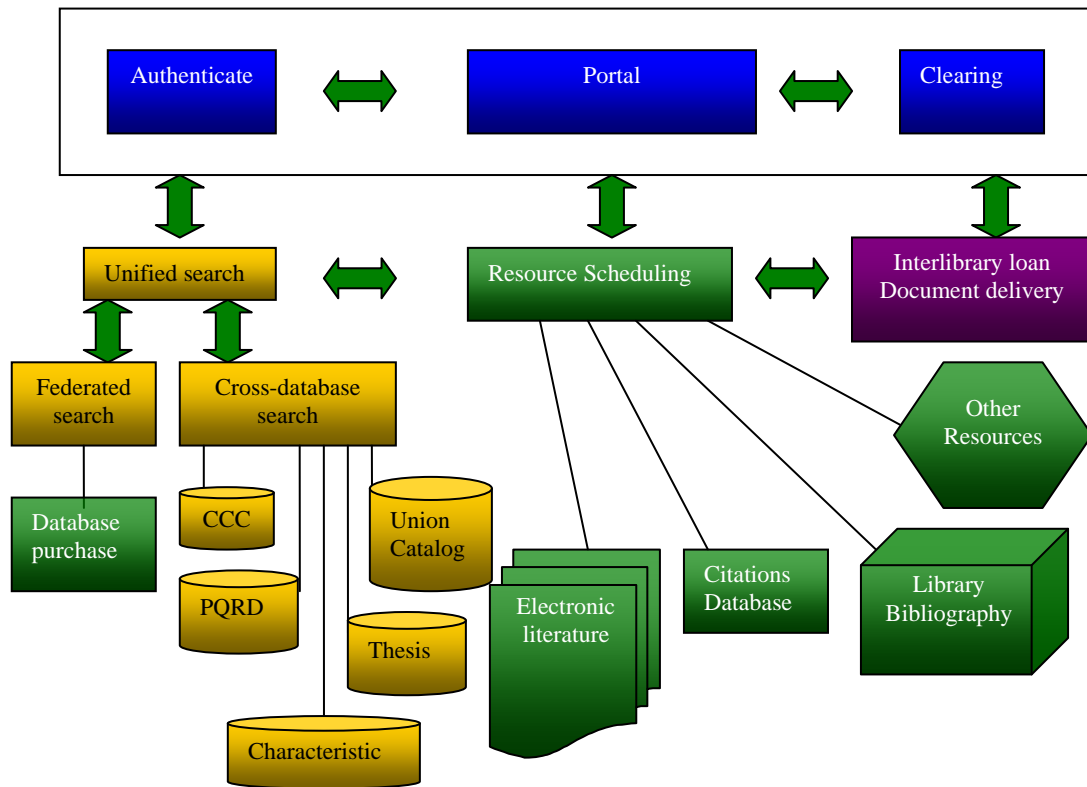 Authenticate
Portal
Clearing
Unified search
Resource Scheduling
Interlibrary loan
Document delivery
Federated
search
Cross-database
search
Other
Resources
Database
purchase
CCC
Union
Catalog
PQRD
Thesis
Characteristic
Electronic
literature
Citations
Database
Library
Bibliography